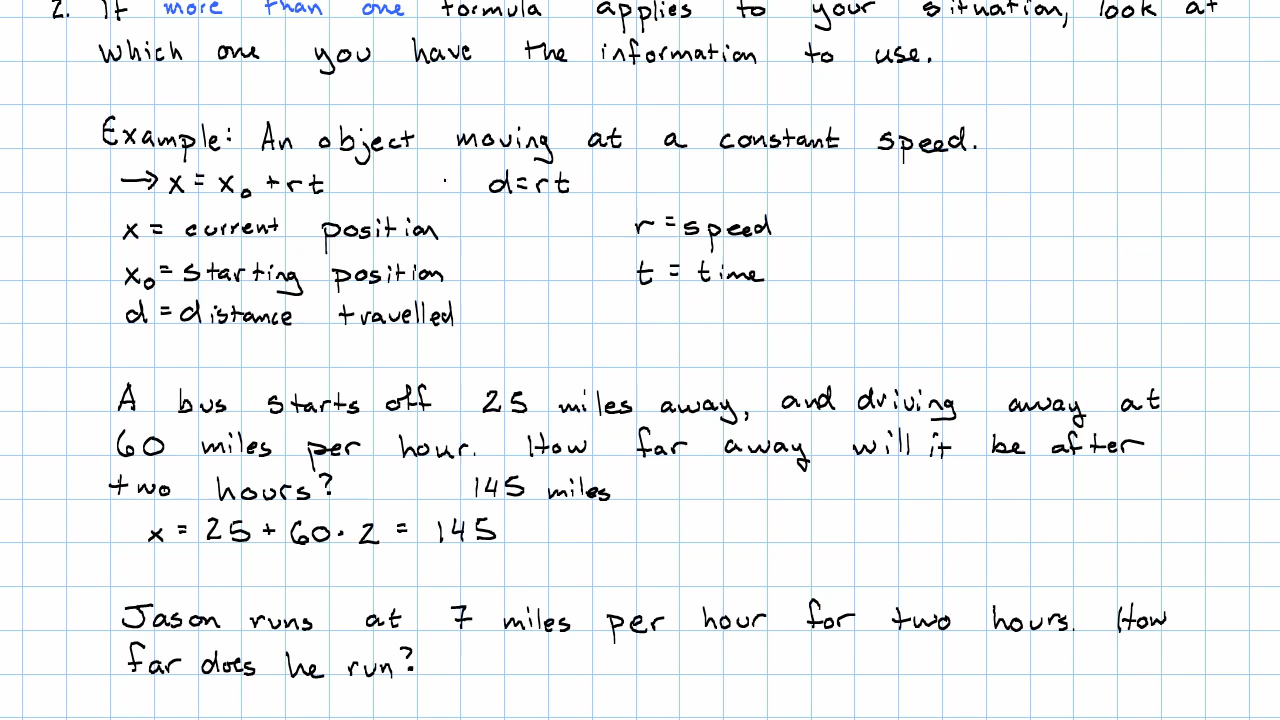 2. If more than one formula applies to your situation, look at
which one you have the information to use.
Example: An object moving at a constant speed.
→ x = x₀ + rt d=rt
x = current position r = speed
x₀ = starting position t = time
d = distance travelled
A bus starts off 25 miles away, and driving away at
60 miles per hour. How far away will it be after
two hours? 145 miles
x = 25 + 60 · 2 = 145
Jason runs at 7 miles per hour for two hours. How
far does he run?